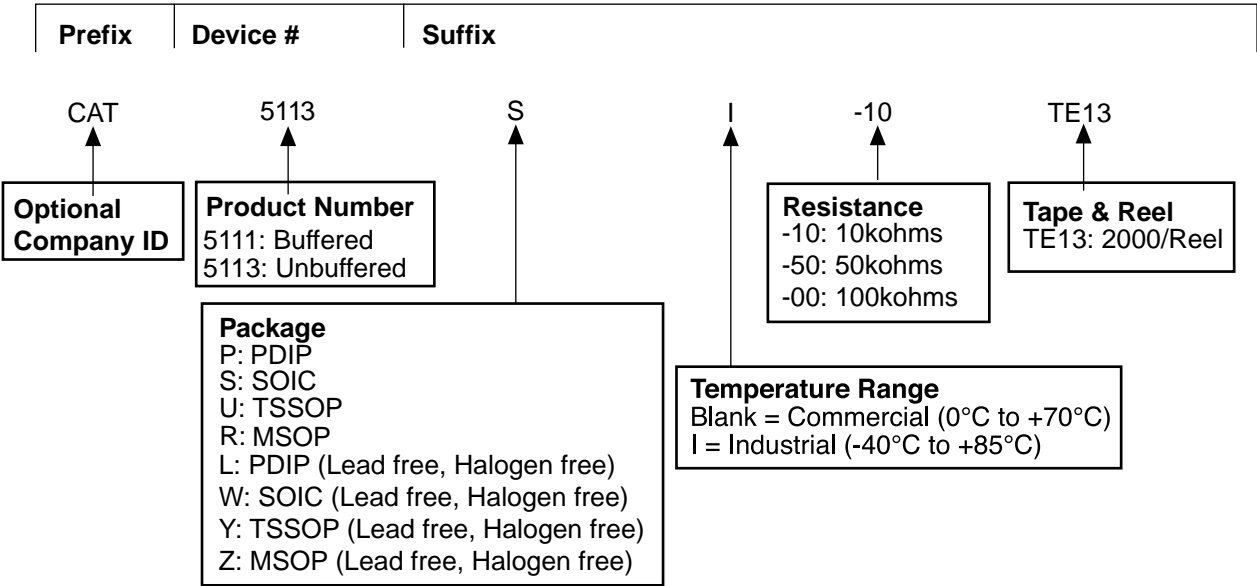 Prefix Device # Suffix
CAT 5113 S I -10 TE13
Optional
Company ID
Product Number
5111: Buffered
5113: Unbuffered
Resistance
-10: 10kohms
-50: 50kohms
-00: 100kohms
Tape & Reel
TE13: 2000/Reel
Package
P: PDIP
S: SOIC
U: TSSOP
R: MSOP
L: PDIP (Lead free, Halogen free)
W: SOIC (Lead free, Halogen free)
Y: TSSOP (Lead free, Halogen free)
Z: MSOP (Lead free, Halogen free)
Temperature Range
Blank = Commercial (0°C to +70°C)
I = Industrial (-40°C to +85°C)